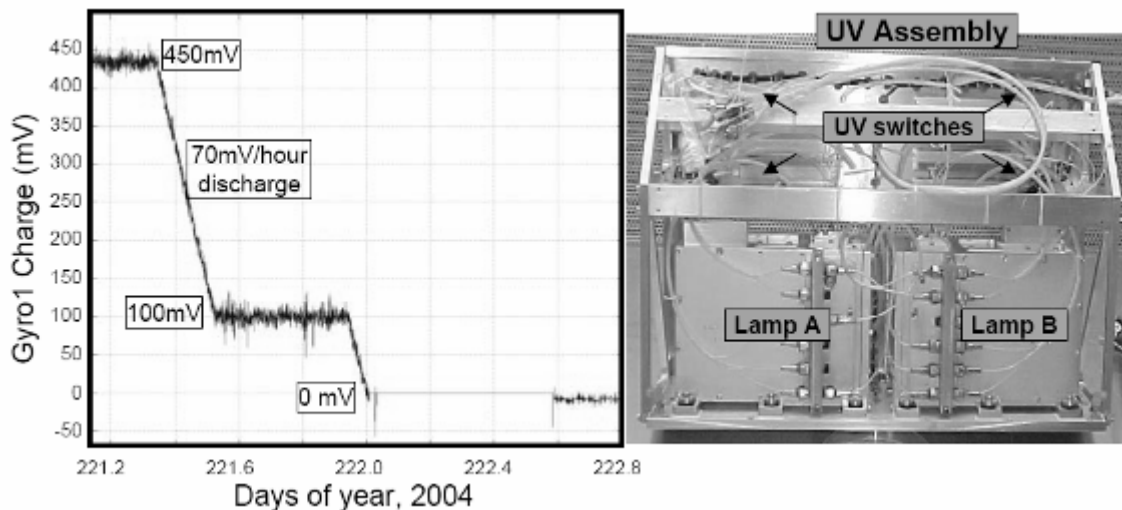 Gyro1 Charge (mV)
450
400
350
300
250
200
150
100
50
0
-50
450mV
70mV/hour
discharge
100mV
0 mV
221.2
221.6
222.0
222.4
222.8
Days of year, 2004
UV Assembly
UV switches
Lamp A
Lamp B